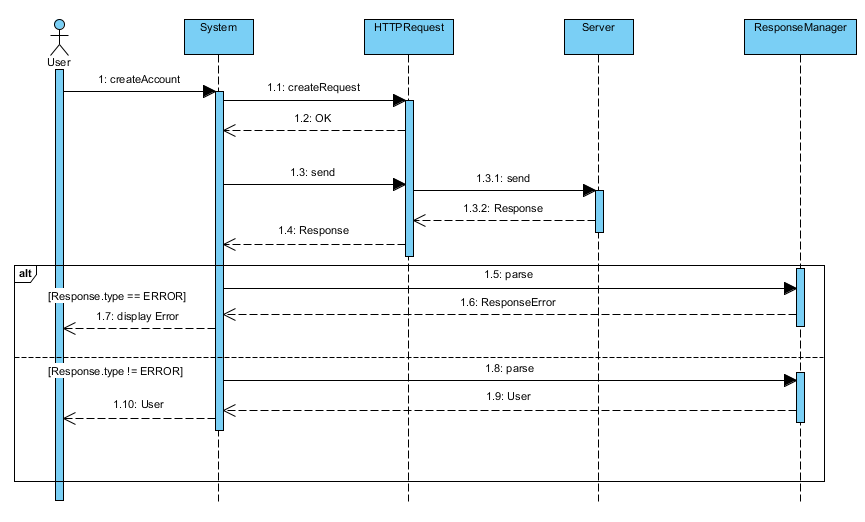 System
HTTPRequest
Server
ResponseManager
User
1: createAccount
1.1: createRequest
1.2: OK
1.3: send
1.3.1: send
1.3.2: Response
1.4: Response
alt
1.5: parse
[Response.type == ERROR]
1.6: ResponseError
1.7: display Error
[Response.type != ERROR]
1.8: parse
1.9: User
1.10: User